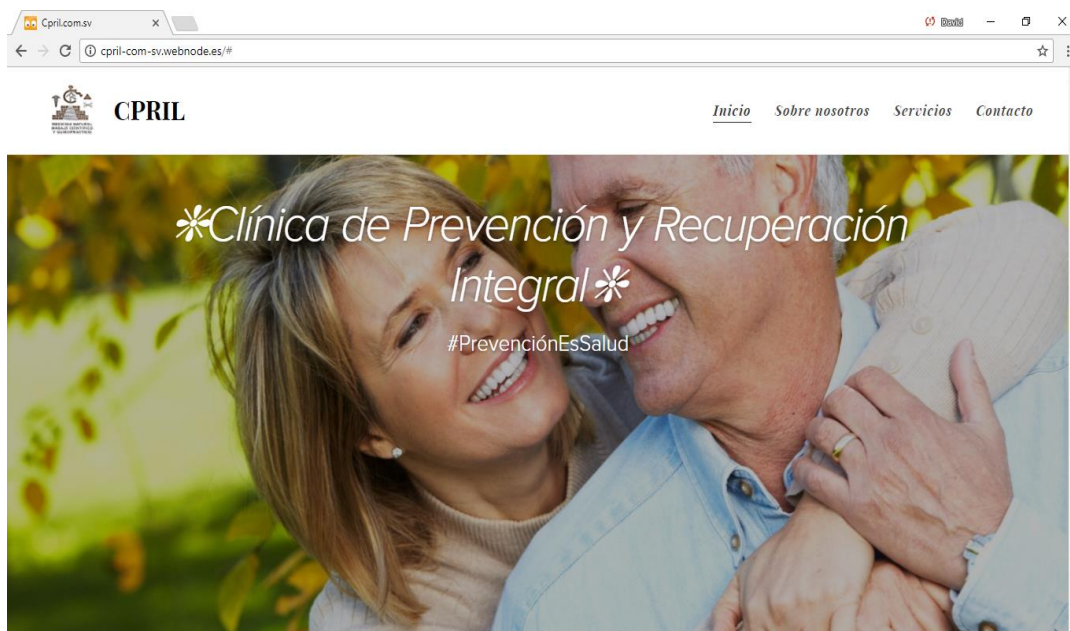 Cpril.com.sv
David
cpril-com-sv.webnode.es/#
CPRIL
Inicio Sobre nosotros Servicios Contacto
Clínica de Prevención y Recuperación
Integral
#PrevenciónEsSalud